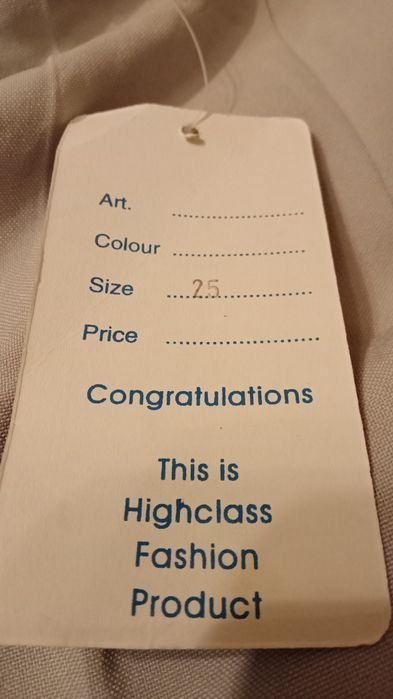 Art. ........................
Colour ........................
Size ....25................
Price ............................
Congratulations
This is
Highclass
Fashion
Product